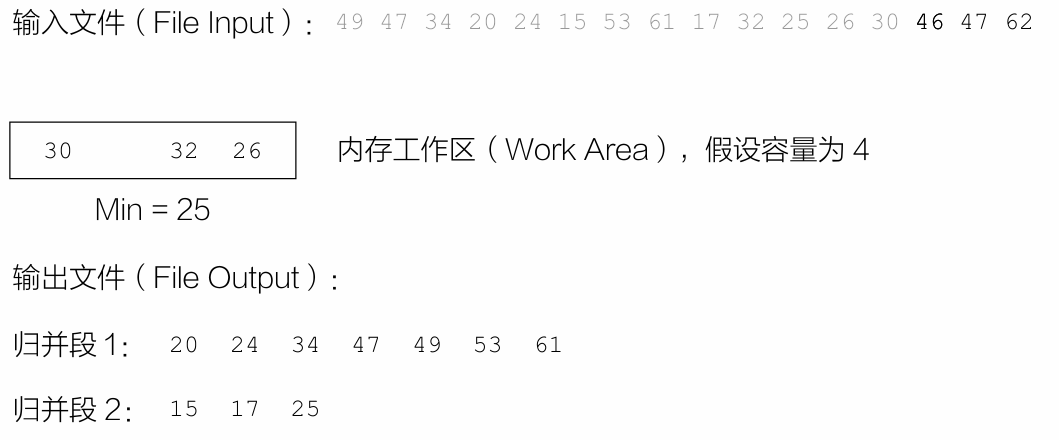 输入文件（File Input）： 49 47 34 20 24 15 53 61 17 32 25 26 30 46 47 62
30 32 26 内存工作区（Work Area），假设容量为 4
Min = 25
输出文件（File Output）：
归并段 1： 20 24 34 47 49 53 61
归并段 2： 15 17 25